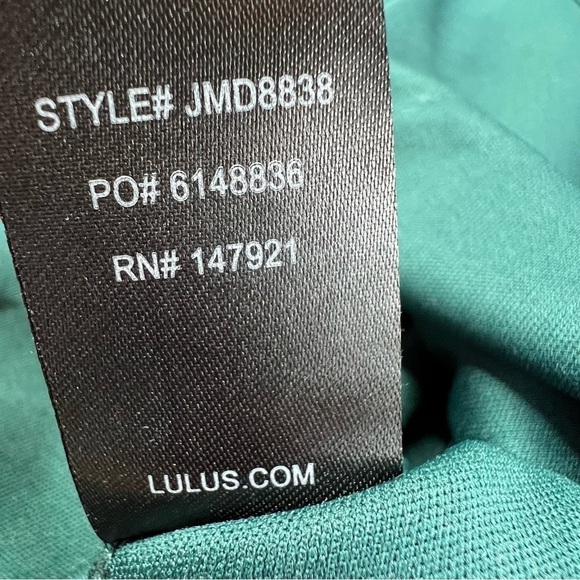 STYLE# JMD8838
PO# 6148836
RN# 147921
LULUS.COM